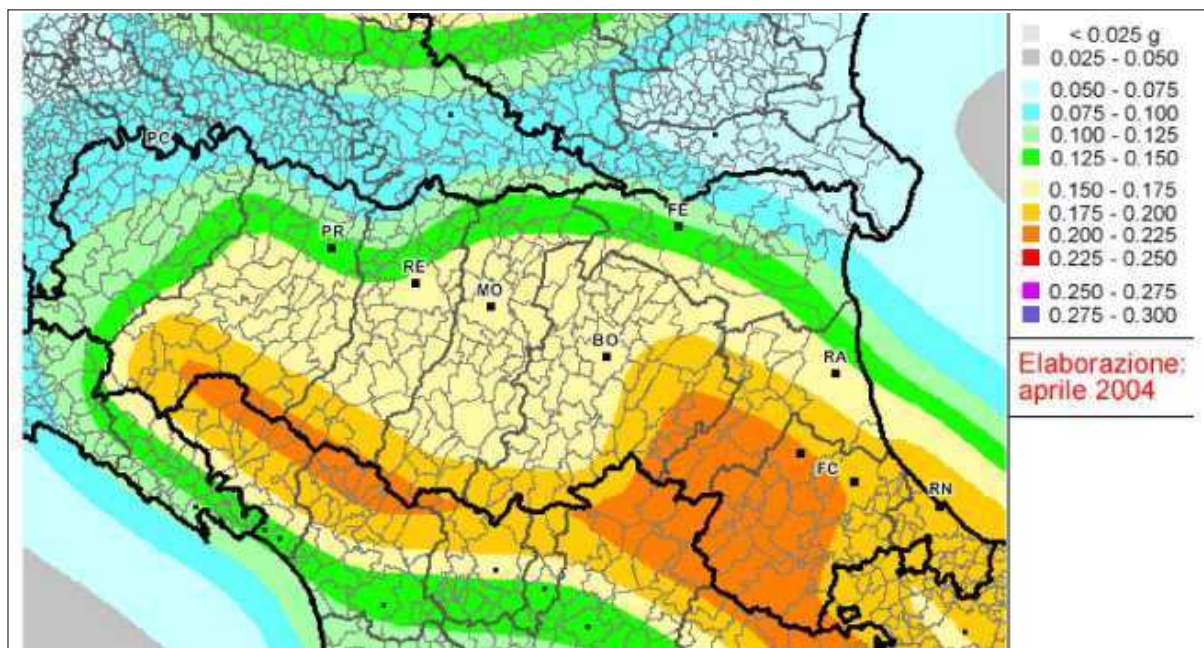 PC
PR
RE
MO
BO
FE
RA
FC
RN
< 0.025 g
0.025 - 0.050
0.050 - 0.075
0.075 - 0.100
0.100 - 0.125
0.125 - 0.150
0.150 - 0.175
0.175 - 0.200
0.200 - 0.225
0.225 - 0.250
0.250 - 0.275
0.275 - 0.300
Elaborazione:
aprile 2004